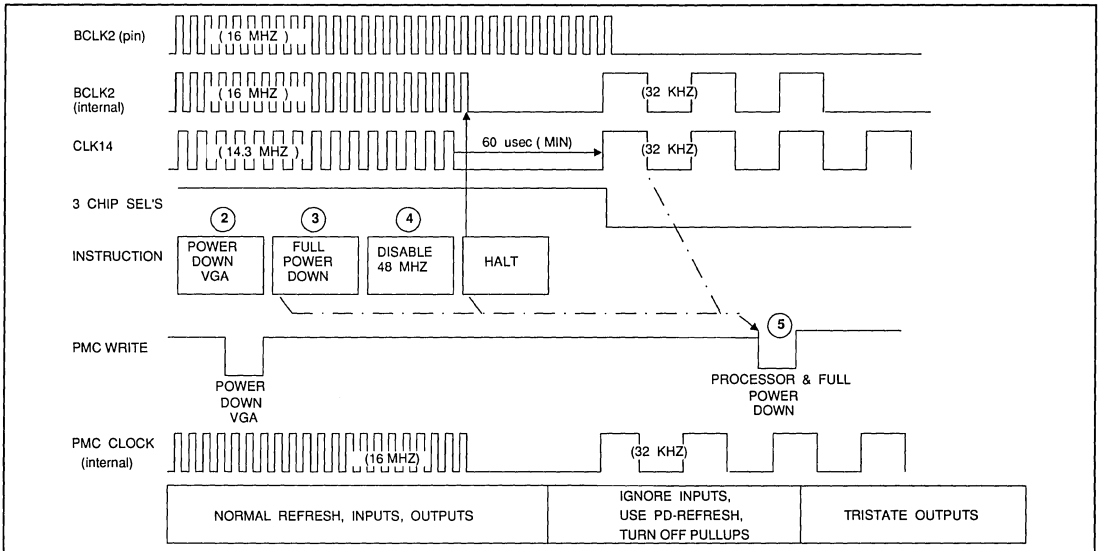 BCLK2 (pin)
( 16 MHZ )
BCLK2
(internal)
( 16 MHZ )
(32 KHZ)
CLK14
( 14.3 MHZ )
60 usec ( MIN)
(32 KHZ)
3 CHIP SEL'S
2
3
4
INSTRUCTION
POWER
DOWN
VGA
FULL
POWER
DOWN
DISABLE
48 MHZ
HALT
5
PMC WRITE
POWER
DOWN
VGA
PROCESSOR & FULL
POWER
DOWN
PMC CLOCK
(internal)
(16 MHZ)
(32 KHZ)
NORMAL REFRESH, INPUTS, OUTPUTS
IGNORE INPUTS,
USE PD-REFRESH,
TURN OFF PULLUPS
TRISTATE OUTPUTS